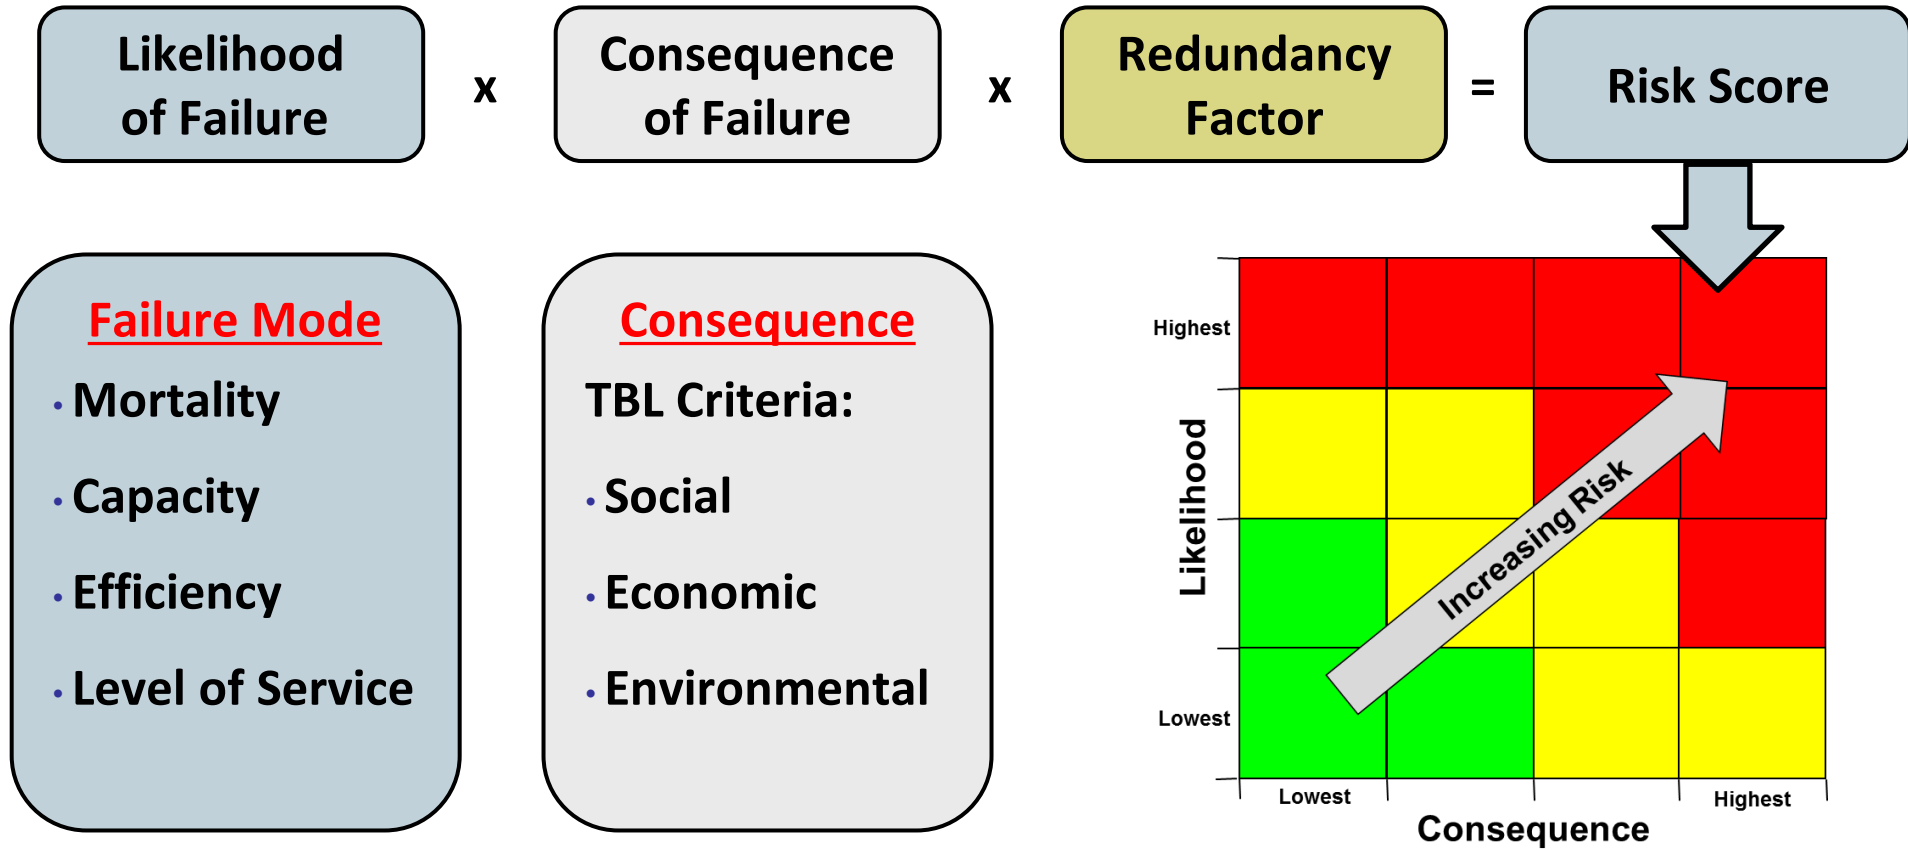 Likelihood
of Failure
x
Consequence
of Failure
x
Redundancy
Factor
=
Risk Score
Failure Mode
• Mortality
• Capacity
• Efficiency
• Level of Service
Consequence
TBL Criteria:
• Social
• Economic
• Environmental
Highest
Likelihood
Lowest
Increasing Risk
Lowest
Highest
Consequence